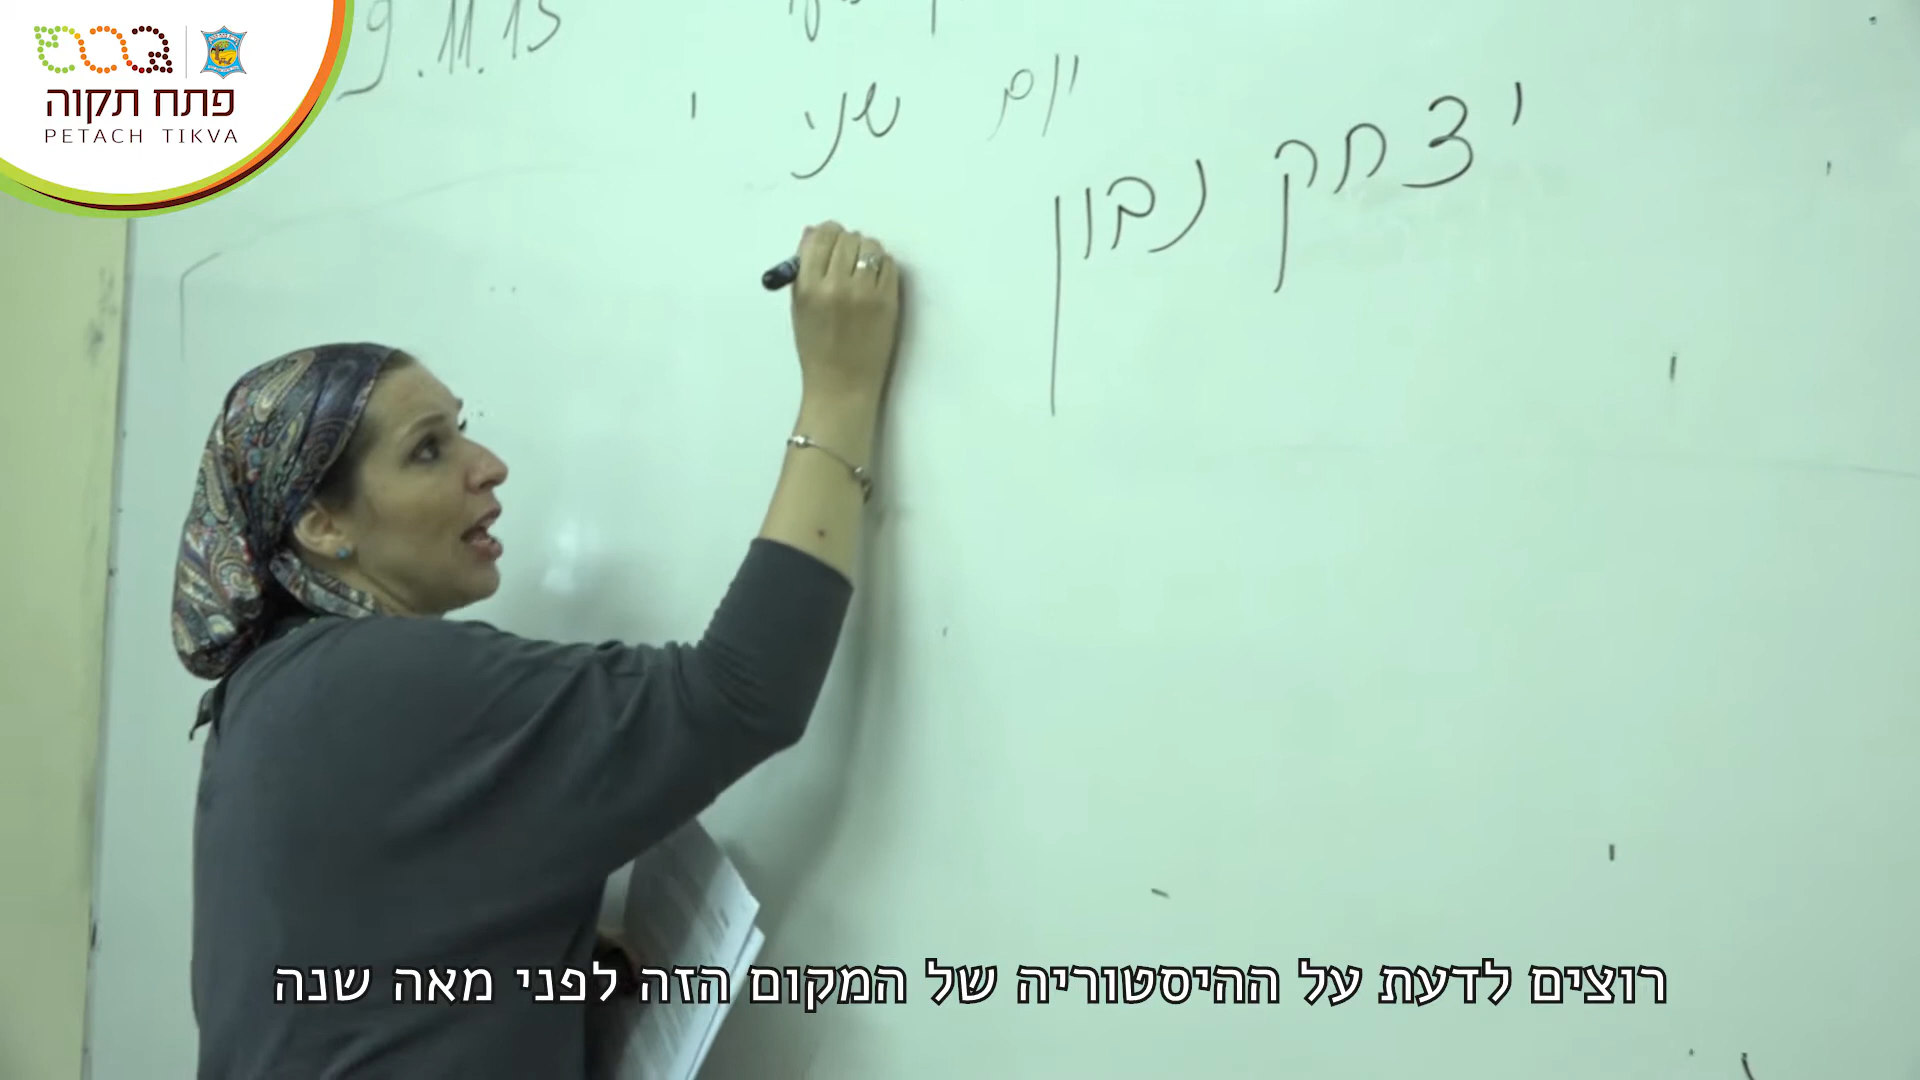 פתח תקוה
PETACH TIKVA
9.11.15
יום שני
יצחק נבון
רוצים לדעת על ההיסטוריה של המקום הזה לפני מאה שנה